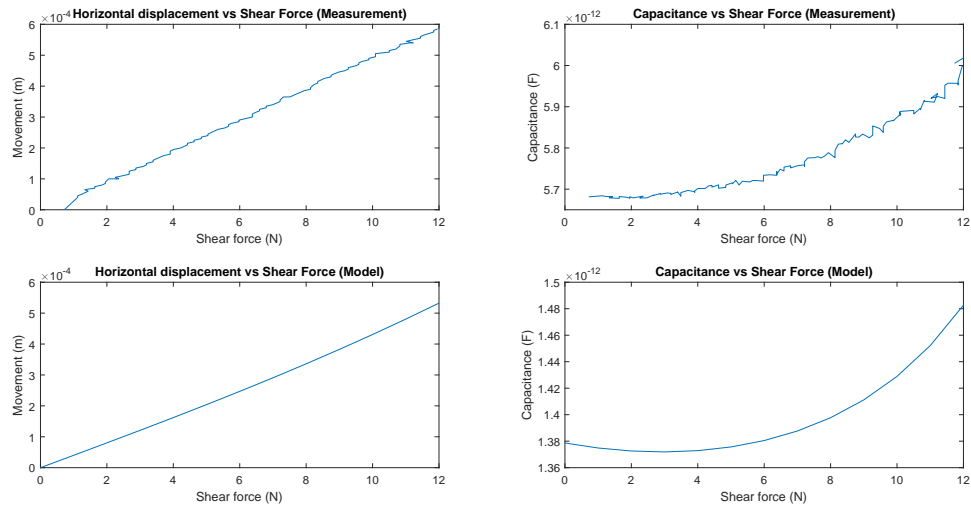 Horizontal displacement vs Shear Force (Measurement)
×10⁻⁴
6
5
4
3
2
1
0
Movement (m)
0 2 4 6 8 10 12
Shear force (N)
Capacitance vs Shear Force (Measurement)
×10⁻¹²
6.1
6
5.9
5.8
5.7
Capacitance (F)
0 2 4 6 8 10 12
Shear force (N)
Horizontal displacement vs Shear Force (Model)
×10⁻⁴
6
4
2
0
Movement (m)
0 2 4 6 8 10 12
Shear force (N)
Capacitance vs Shear Force (Model)
×10⁻¹²
1.5
1.48
1.46
1.44
1.42
1.4
1.38
1.36
Capacitance (F)
0 2 4 6 8 10 12
Shear force (N)